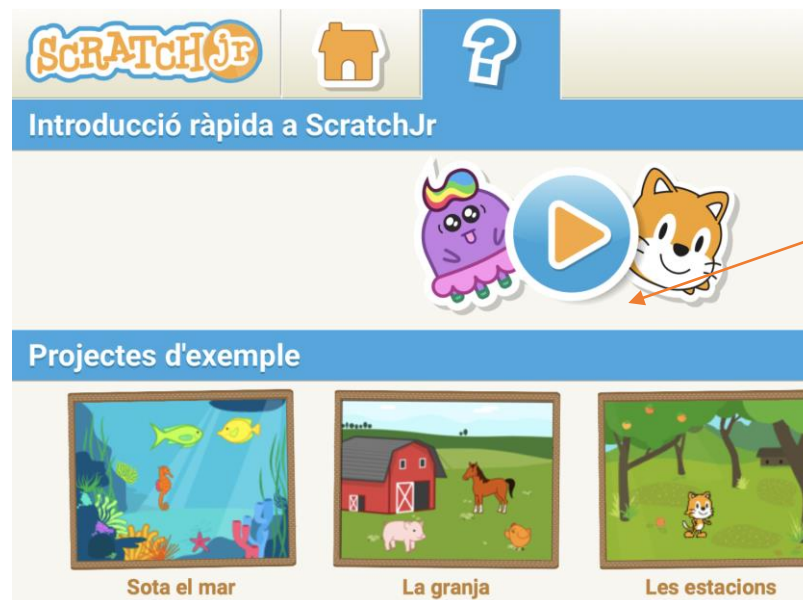 SCRATCH Jr
Introducció ràpida a ScratchJr
Projectes d'exemple
Sota el mar
La granja
Les estacions